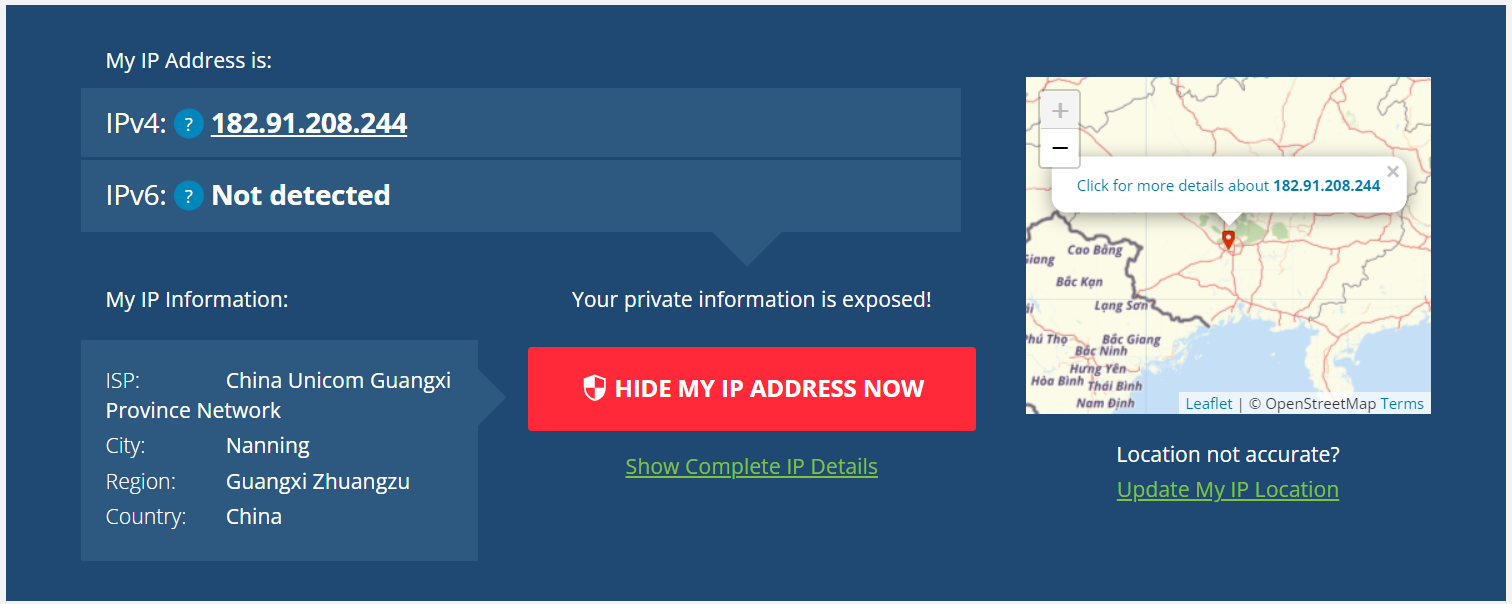 My IP Address is:
IPv4: ? 182.91.208.244
IPv6: ? Not detected
My IP Information:
ISP: China Unicom Guangxi
Province Network
City: Nanning
Region: Guangxi Zhuangzu
Country: China
Your private information is exposed!
HIDE MY IP ADDRESS NOW
Show Complete IP Details
+
−
Click for more details about 182.91.208.244
×
Cao Bằng
Giang
Bắc Kạn
Lạng Sơn
Phú Thọ
Bắc Giang
Bắc Ninh
Hưng Yên
Hòa Bình
Thái Bình
Nam Định
Leaflet | © OpenStreetMap Terms
Location not accurate?
Update My IP Location